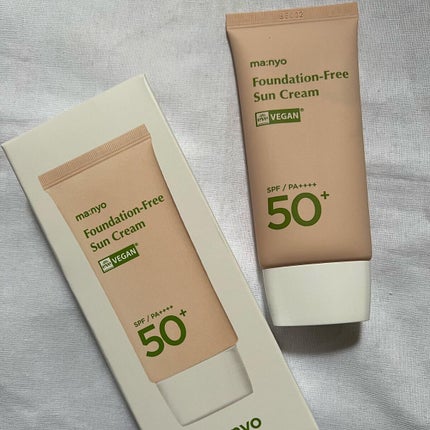 ma:nyo
Foundation-Free
Sun Cream
VEGAN®
SPF / PA++++
50+
ma:nyo
Foundation-Free
Sun Cream
VEGAN®
SPF / PA++++
50+
nyo